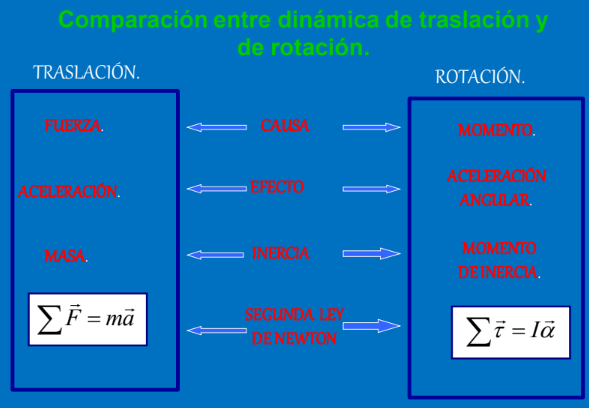 Comparación entre dinámica de traslación y
de rotación.
TRASLACIÓN.
ROTACIÓN.
FUERZA.
CAUSA
MOMENTO.
ACELERACIÓN.
EFECTO
ACELERACIÓN
ANGULAR.
MASA.
INERCIA
MOMENTO
DE INERCIA.
∑ F⃗ = ma⃗
SEGUNDA LEY
DE NEWTON
∑ τ⃗ = Iα⃗